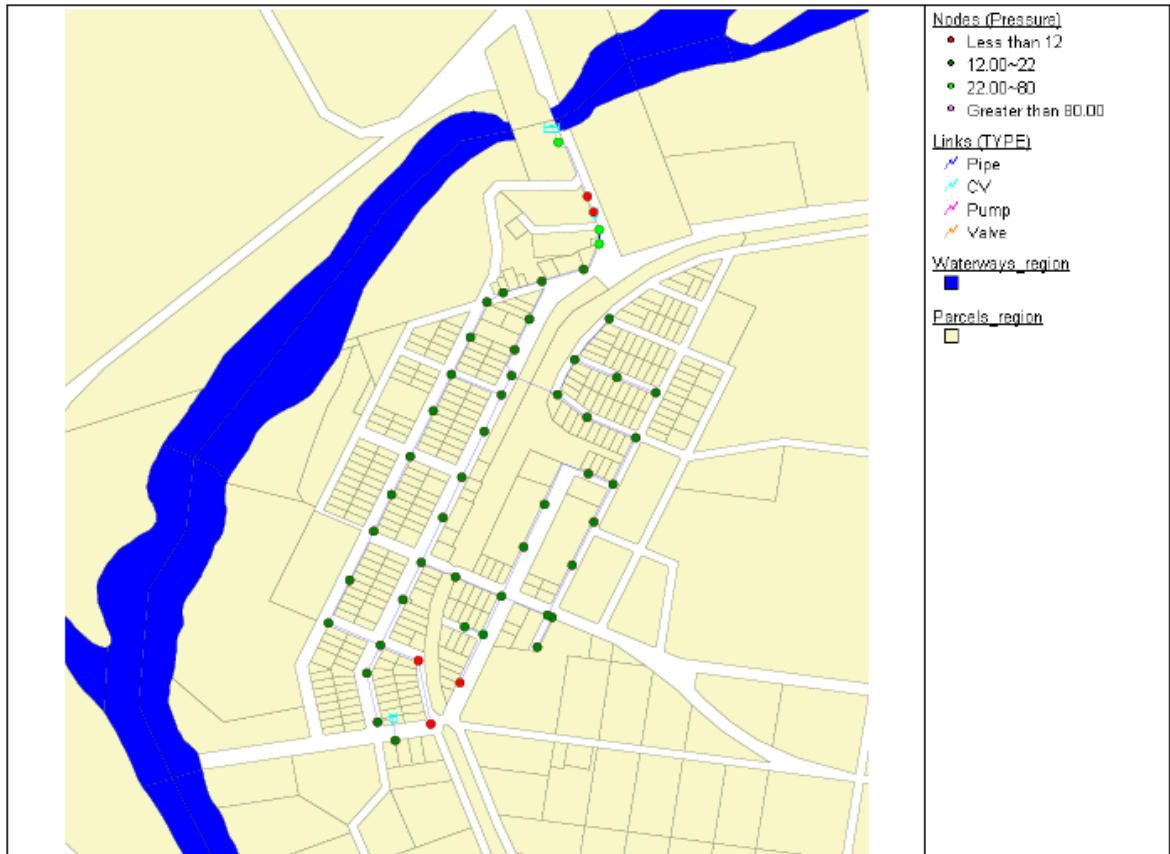 Nodes (Pressure)
Less than 12
12.00~22
22.00~80
Greater than 80.00
Links (TYPE)
Pipe
CV
Pump
Valve
Waterways_region
Parcels_region